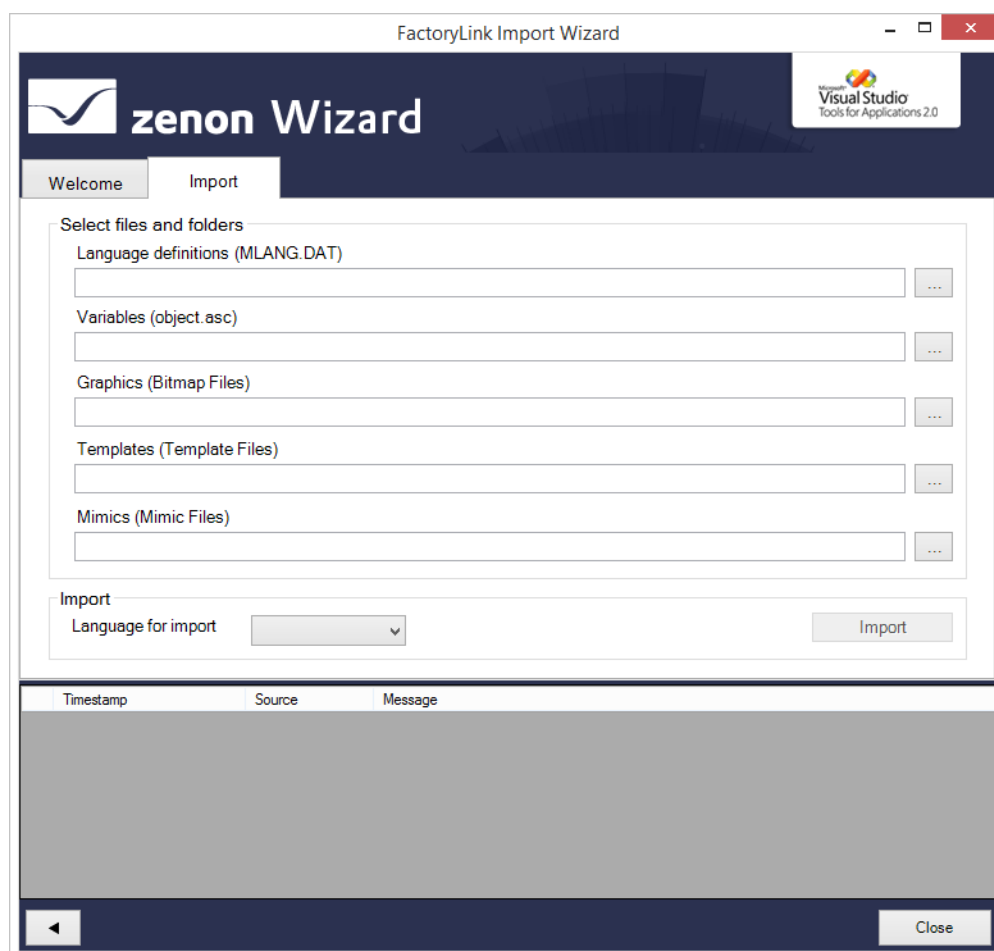 FactoryLink Import Wizard
Microsoft
Visual Studio
Tools for Applications 2.0
zenon Wizard
Welcome
Import
Select files and folders
Language definitions (MLANG.DAT)
...
Variables (object.asc)
...
Graphics (Bitmap Files)
...
Templates (Template Files)
...
Mimics (Mimic Files)
...
Import
Language for import
Import
Timestamp Source Message
Close